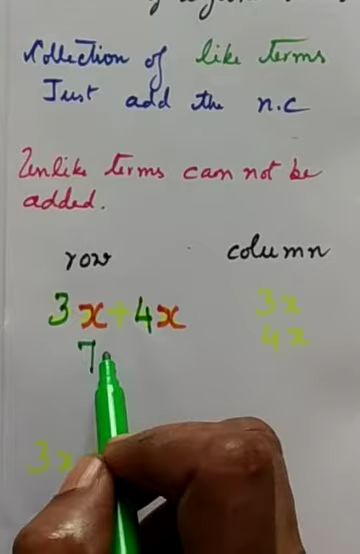 Collection of like terms
Just add the n.c
Unlike terms can not be
added.
row column
3x + 4x 3x
7 4x
3x